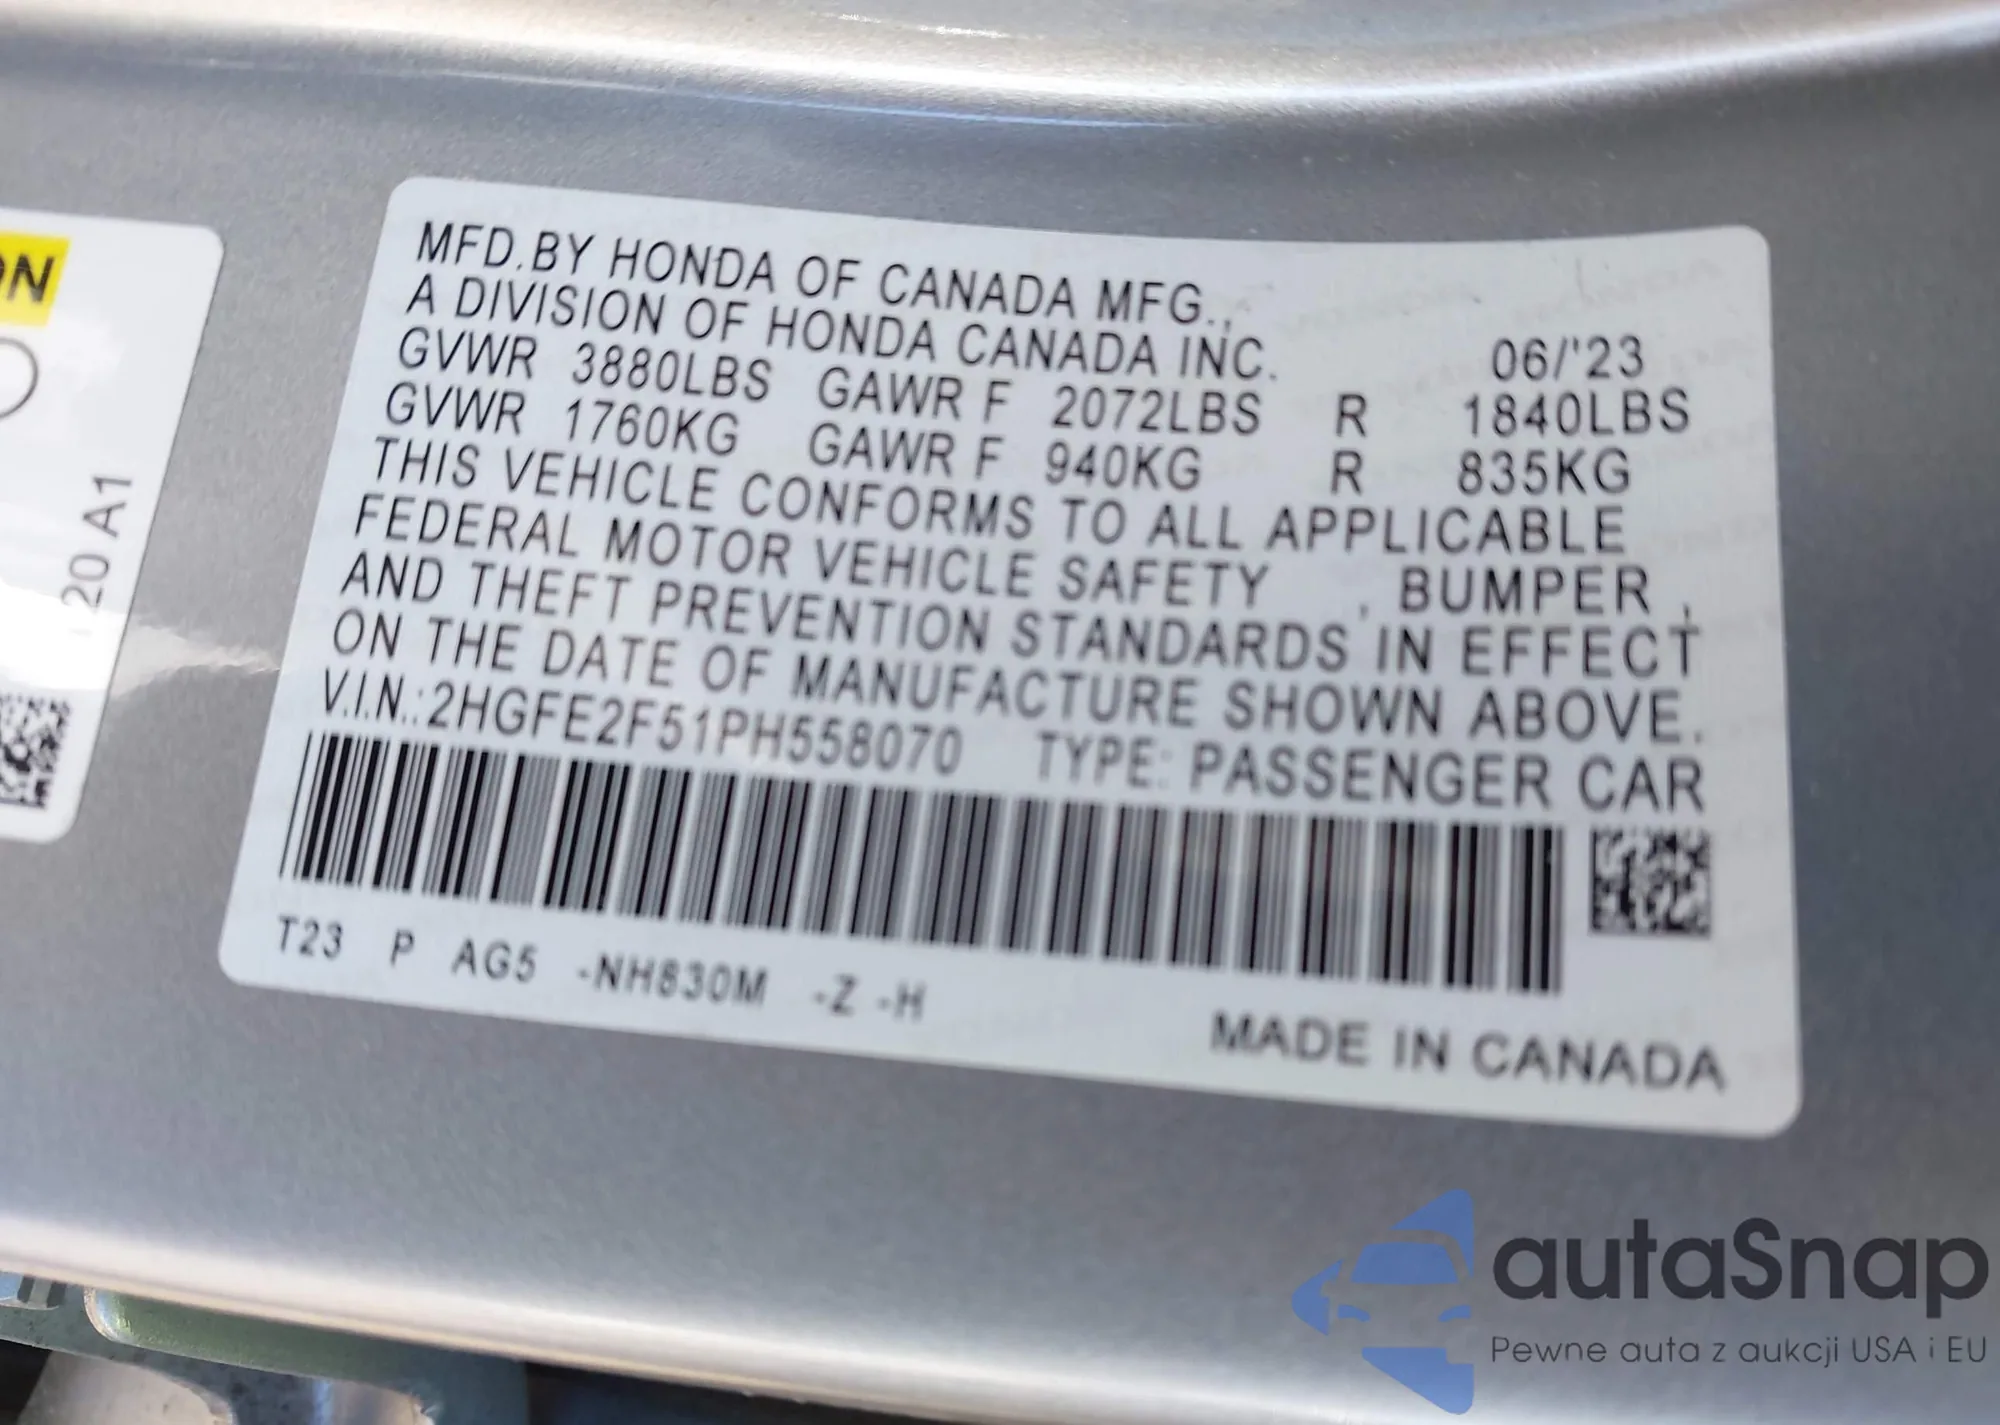 MFD.BY HONDA OF CANADA MFG.,
A DIVISION OF HONDA CANADA INC. 06/'23
GVWR 3880LBS GAWR F 2072LBS R 1840LBS
GVWR 1760KG GAWR F 940KG R 835KG
THIS VEHICLE CONFORMS TO ALL APPLICABLE
FEDERAL MOTOR VEHICLE SAFETY , BUMPER ,
AND THEFT PREVENTION STANDARDS IN EFFECT
ON THE DATE OF MANUFACTURE SHOWN ABOVE.
V.I.N.:2HGFE2F51PH558070 TYPE: PASSENGER CAR
T23 P AG5 -NH830M -Z -H
MADE IN CANADA
20 A1
autaSnap
Pewne auta z aukcji USA i EU